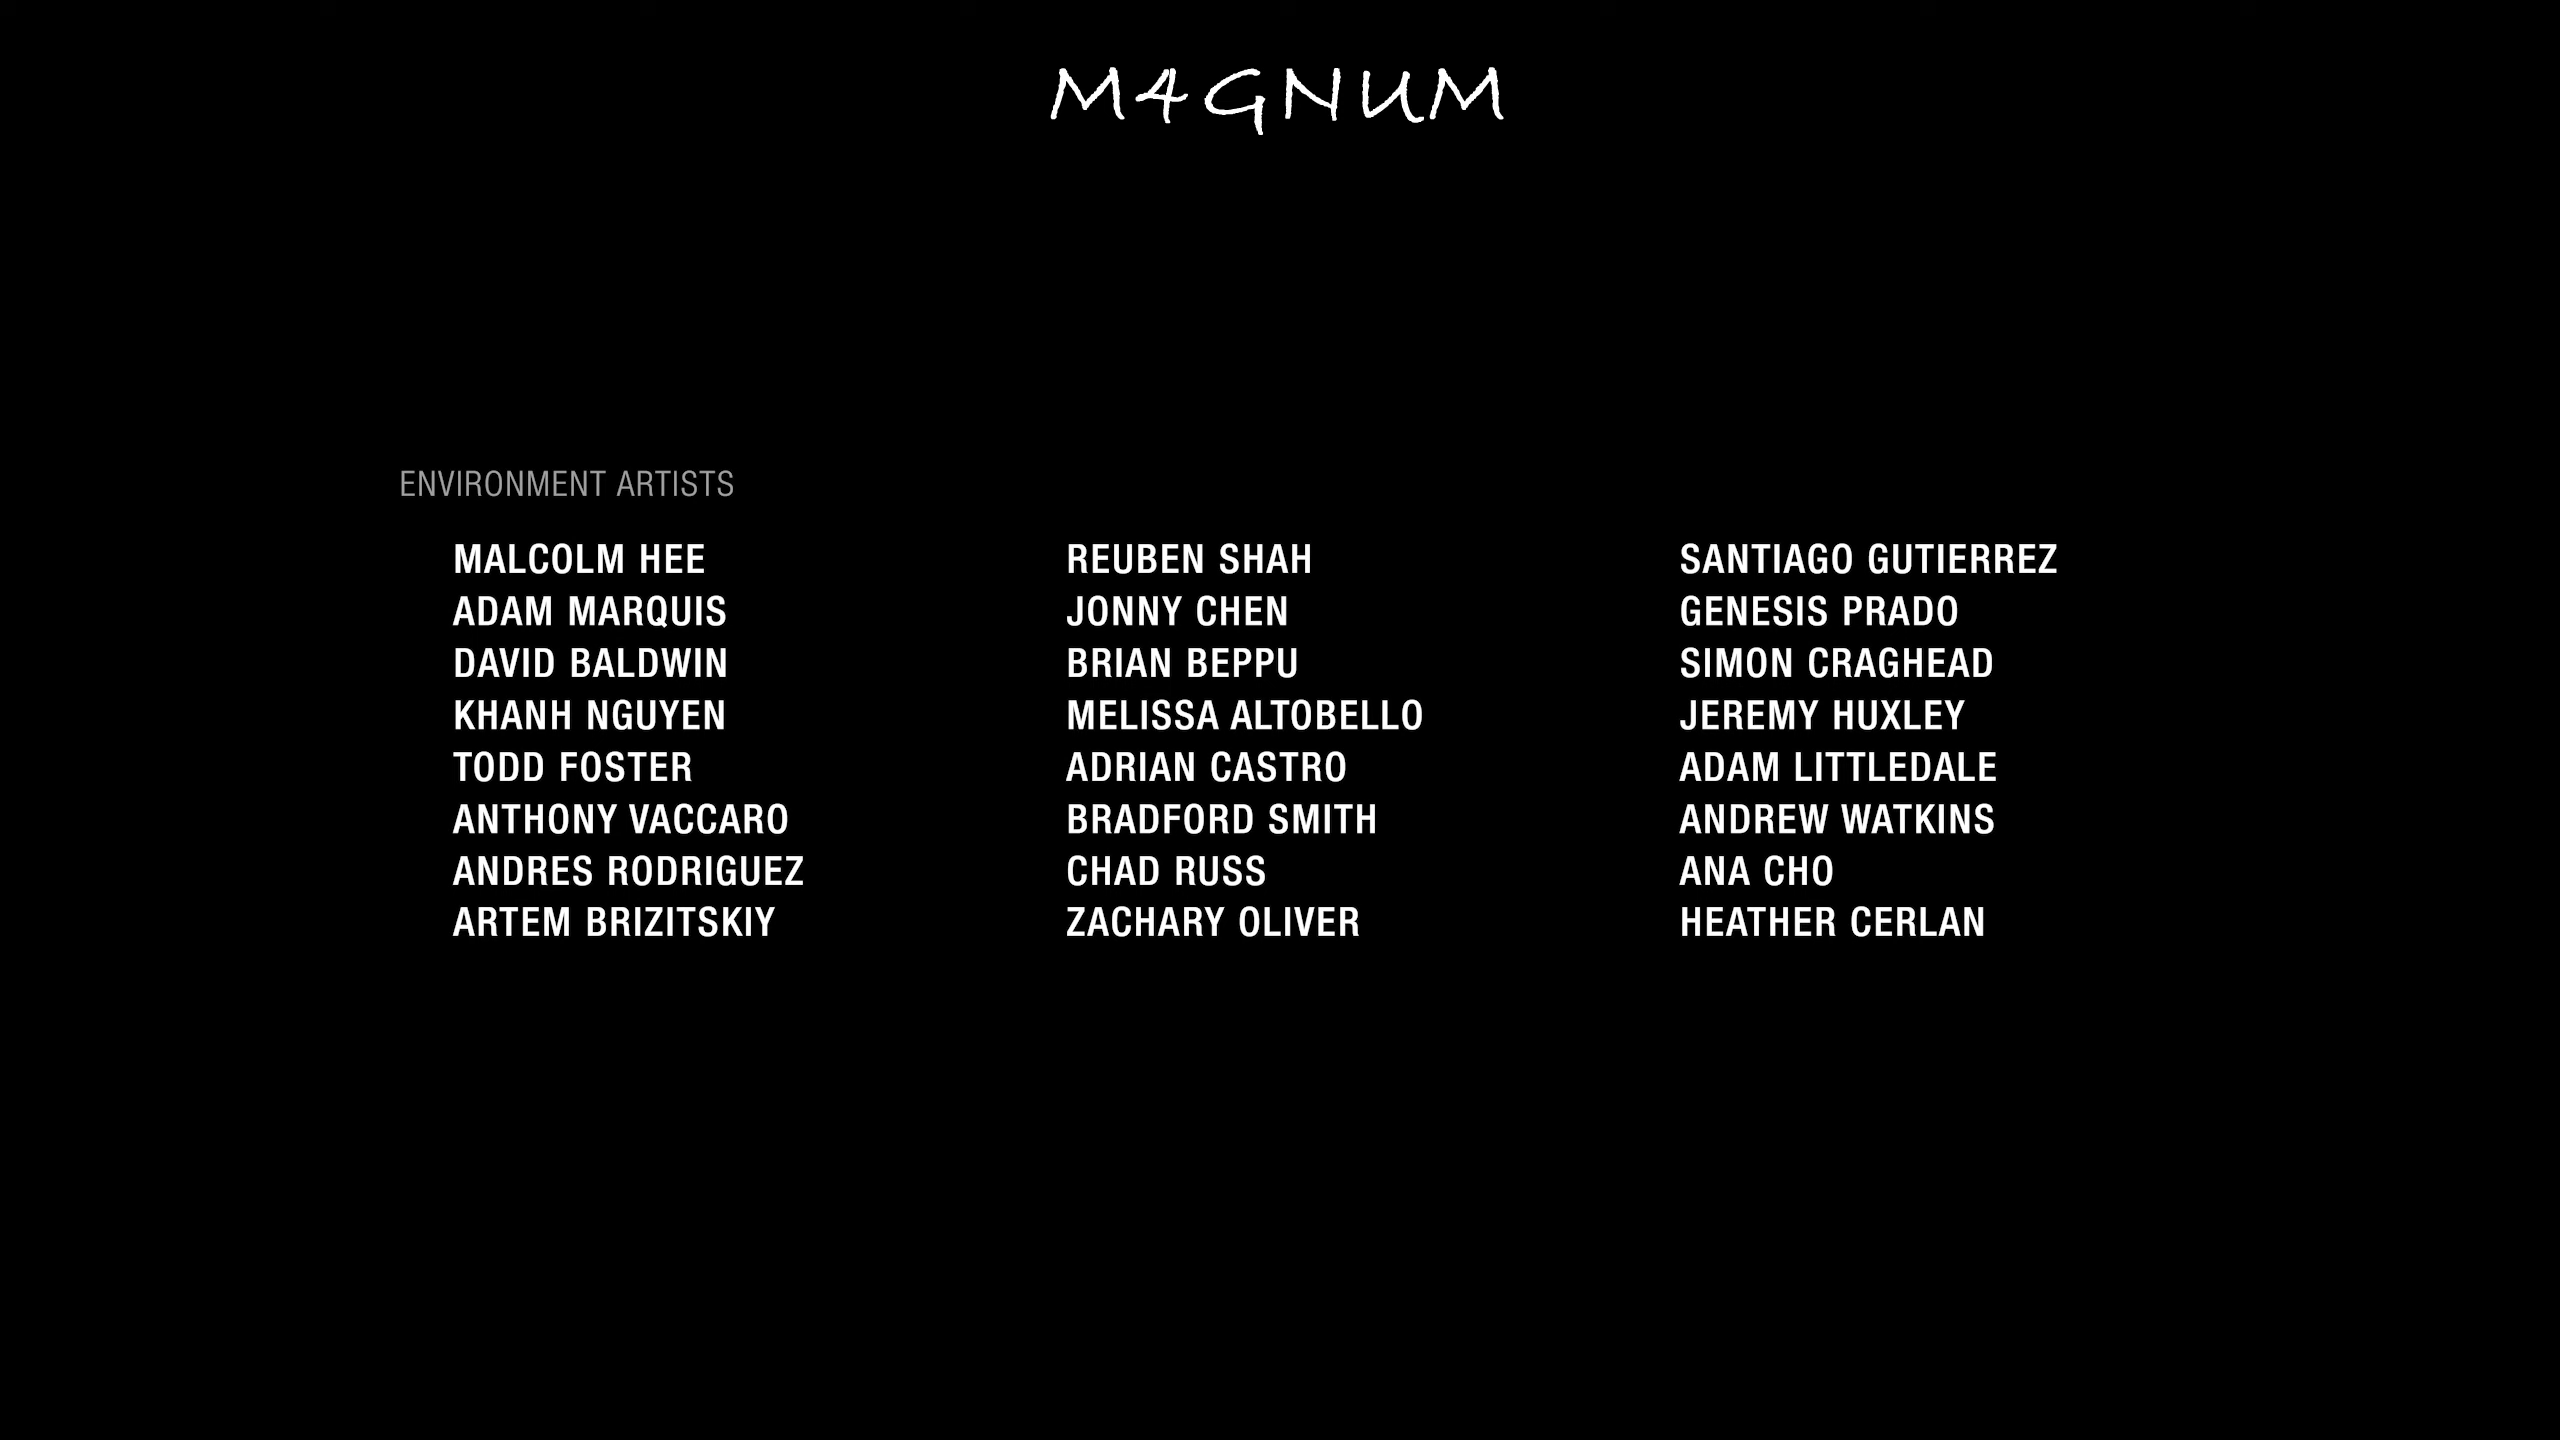 M4GNUM
ENVIRONMENT ARTISTS
MALCOLM HEE
ADAM MARQUIS
DAVID BALDWIN
KHANH NGUYEN
TODD FOSTER
ANTHONY VACCARO
ANDRES RODRIGUEZ
ARTEM BRIZITSKIY
REUBEN SHAH
JONNY CHEN
BRIAN BEPPU
MELISSA ALTOBELLO
ADRIAN CASTRO
BRADFORD SMITH
CHAD RUSS
ZACHARY OLIVER
SANTIAGO GUTIERREZ
GENESIS PRADO
SIMON CRAGHEAD
JEREMY HUXLEY
ADAM LITTLEDALE
ANDREW WATKINS
ANA CHO
HEATHER CERLAN